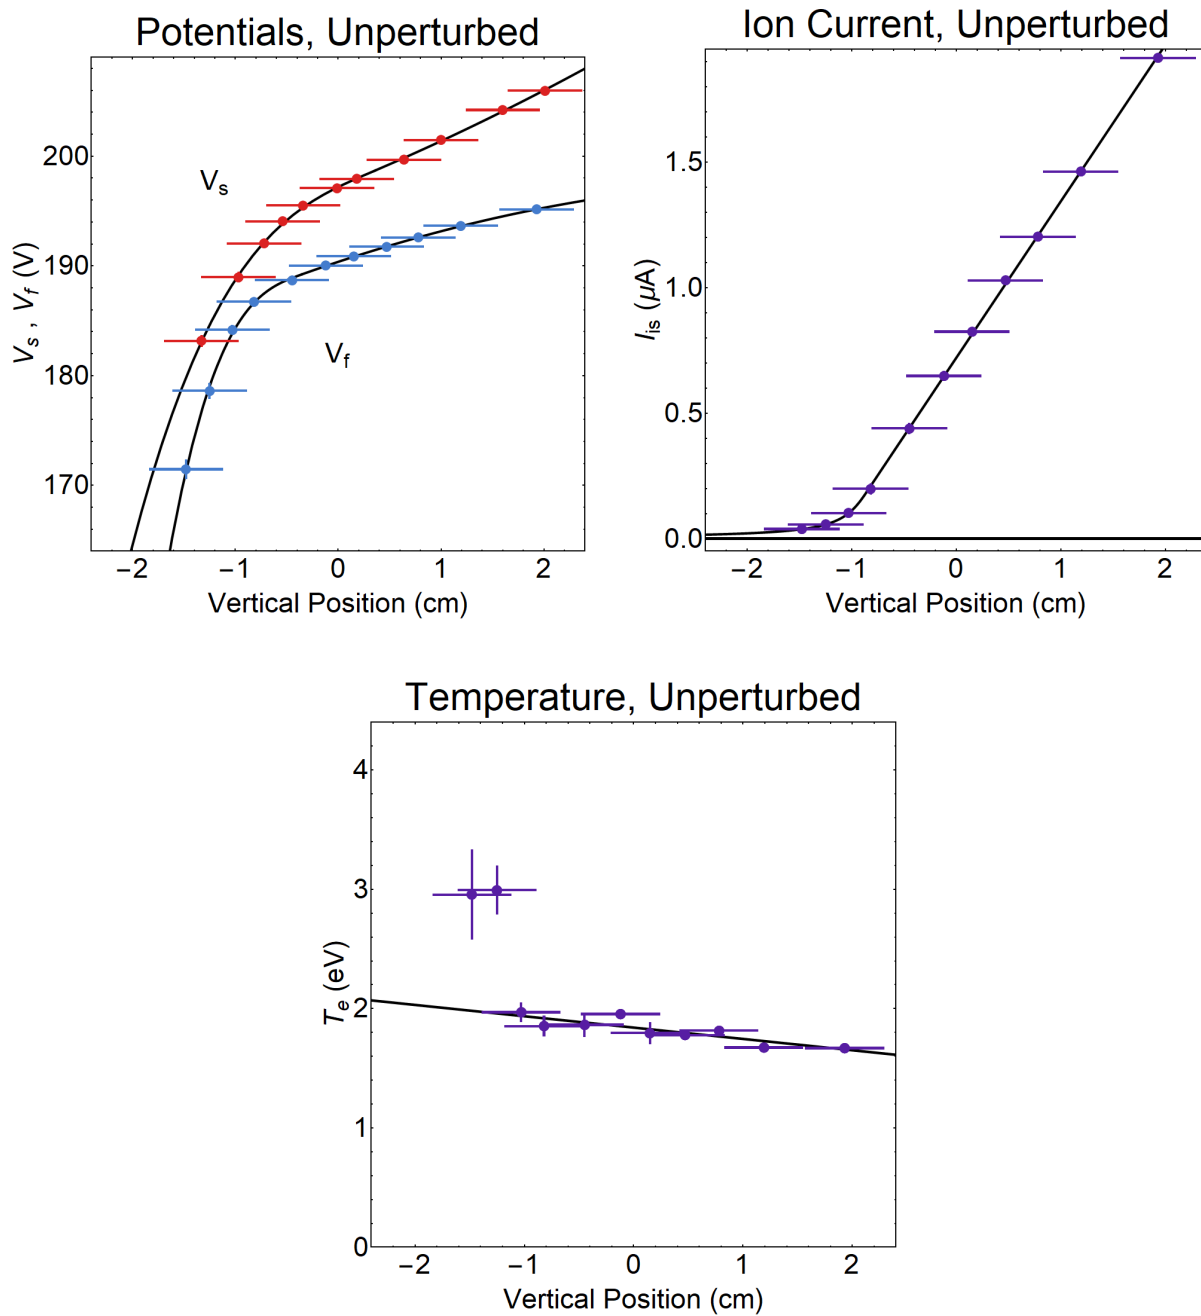 Potentials, Unperturbed
200
190
180
170
V_s , V_f (V)
V_s
V_f
−2 −1 0 1 2
Vertical Position (cm)
Ion Current, Unperturbed
1.5
1.0
0.5
0.0
I_is (μA)
−2 −1 0 1 2
Vertical Position (cm)
Temperature, Unperturbed
4
3
2
1
0
T_e (eV)
−2 −1 0 1 2
Vertical Position (cm)